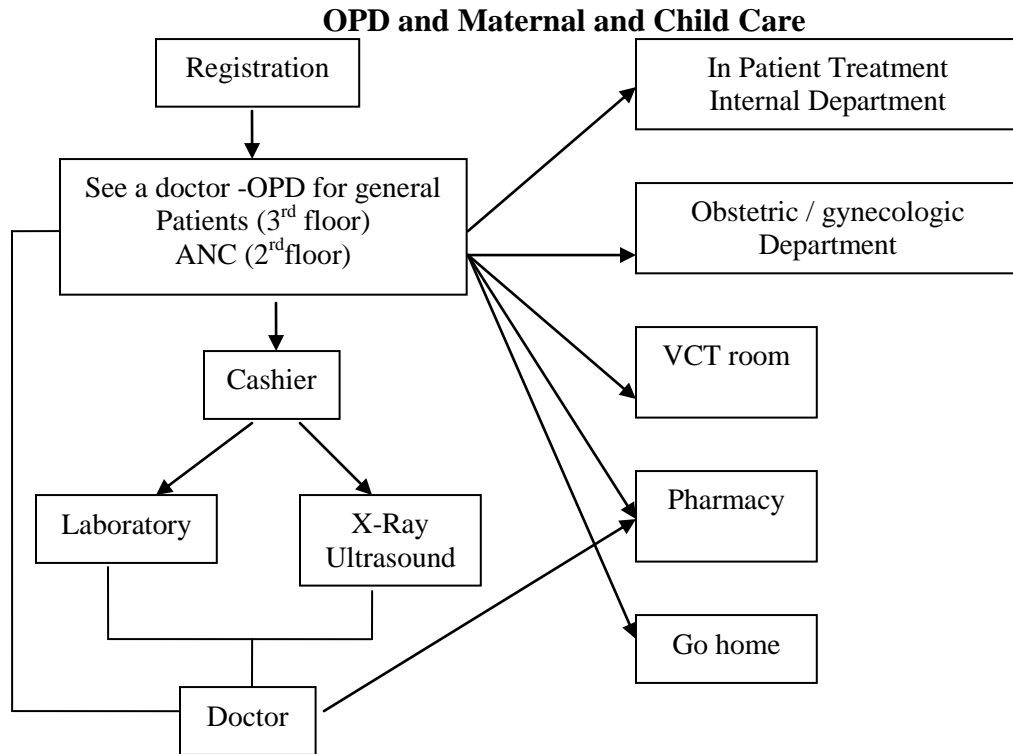 OPD and Maternal and Child Care
Registration
See a doctor -OPD for general
Patients (3rd floor)
ANC (2rdfloor)
Cashier
Laboratory
X-Ray
Ultrasound
Doctor
In Patient Treatment
Internal Department
Obstetric / gynecologic
Department
VCT room
Pharmacy
Go home